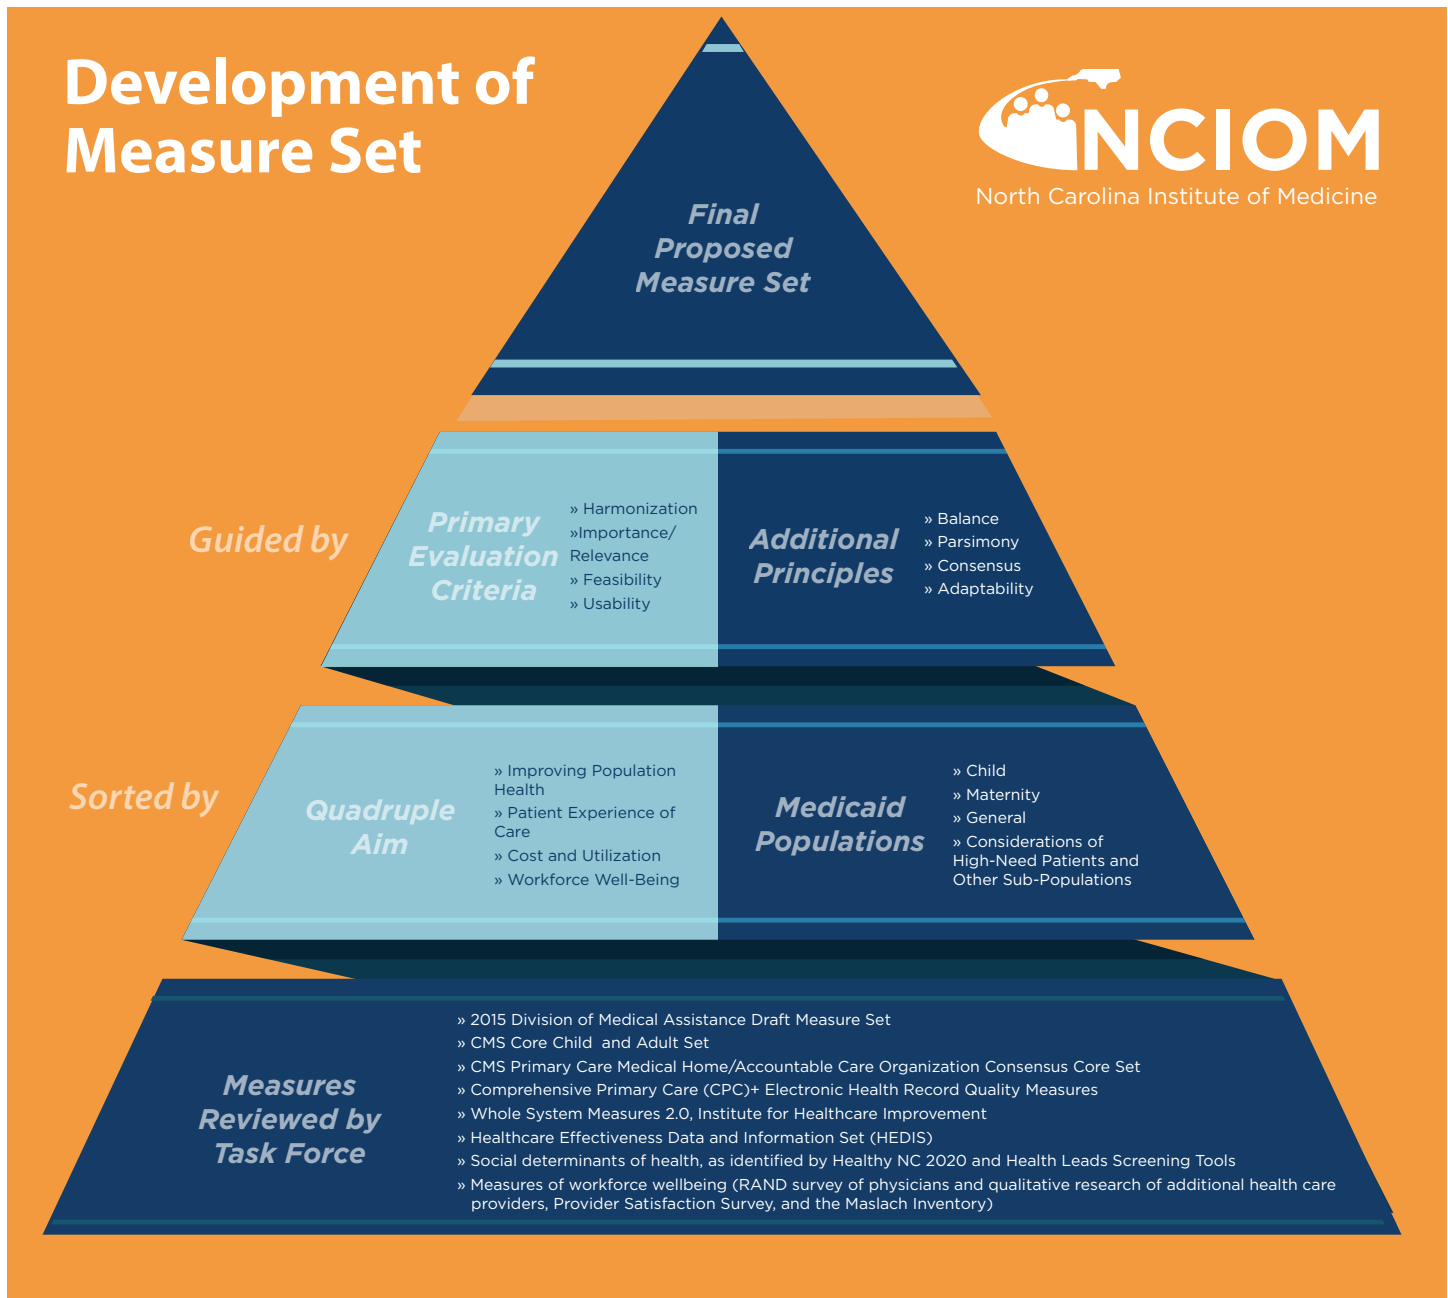 Development of
Measure Set
NCIOM
North Carolina Institute of Medicine
Final
Proposed
Measure Set
Guided by
Primary
Evaluation
Criteria
» Harmonization
»Importance/
Relevance
» Feasibility
» Usability
Additional
Principles
» Balance
» Parsimony
» Consensus
» Adaptability
Sorted by
Quadruple
Aim
» Improving Population
Health
» Patient Experience of
Care
» Cost and Utilization
» Workforce Well-Being
Medicaid
Populations
» Child
» Maternity
» General
» Considerations of
High-Need Patients and
Other Sub-Populations
Measures
Reviewed by
Task Force
» 2015 Division of Medical Assistance Draft Measure Set
» CMS Core Child  and Adult Set
» CMS Primary Care Medical Home/Accountable Care Organization Consensus Core Set
» Comprehensive Primary Care (CPC)+ Electronic Health Record Quality Measures
» Whole System Measures 2.0, Institute for Healthcare Improvement
» Healthcare Effectiveness Data and Information Set (HEDIS)
» Social determinants of health, as identified by Healthy NC 2020 and Health Leads Screening Tools
» Measures of workforce wellbeing (RAND survey of physicians and qualitative research of additional health care
providers, Provider Satisfaction Survey, and the Maslach Inventory)